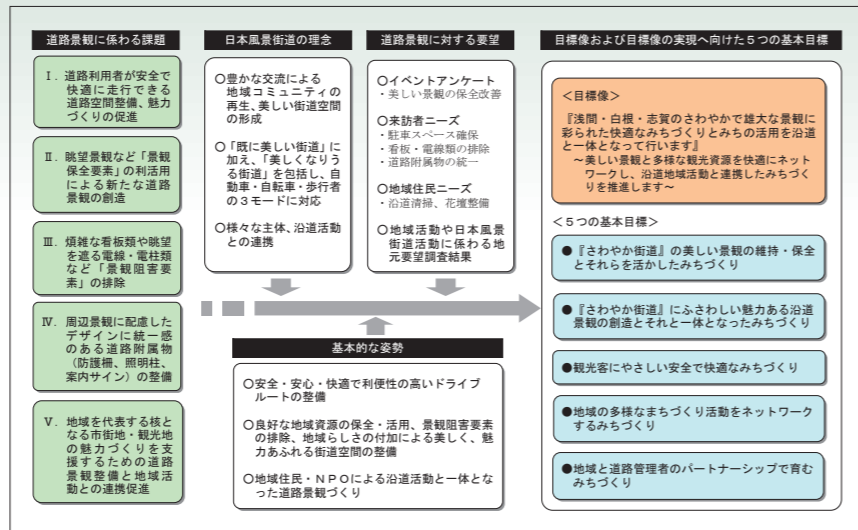 道路景観に係わる課題
Ⅰ．道路利用者が安全で
快適に走行できる
道路空間整備、魅力
づくりの促進
Ⅱ．眺望景観など「景観
保全要素」の利活用
による新たな道路
景観の創造
Ⅲ．煩雑な看板類や眺望
を遮る電線・電柱類
など「景観阻害要
素」の排除
Ⅳ．周辺景観に配慮した
デザインに統一感
のある道路附属物
（防護柵、照明柱、
案内サイン）の整備
Ⅴ．地域を代表する核と
なる市街地・観光地
の魅力づくりを支
援するための道路
景観整備と地域活
動との連携促進
日本風景街道の理念
○豊かな交流による
地域コミュニティの
再生、美しい街道空間
の形成
○「既に美しい街道」に
加え、「美しくなりう
る街道」を包括し、自
動車・自転車・歩行者
の３モードに対応
○様々な主体、沿道活動
との連携
道路景観に対する要望
○イベントアンケート
・美しい景観の保全改善
○来訪者ニーズ
・駐車スペース確保
・看板・電線類の排除
・道路附属物の統一
○地域住民ニーズ
・沿道清掃、花壇整備
○地域活動や日本風景
街道活動に係わる地
元要望調査結果
基本的な姿勢
○安全・安心・快適で利便性の高いドライブ
ルートの整備
○良好な地域資源の保全・活用、景観阻害要素
の排除、地域らしさの付加による美しく、魅
力あふれる街道空間の整備
○地域住民・ＮＰＯによる沿道活動と一体とな
った道路景観づくり
目標像および目標像の実現へ向けた５つの基本目標
＜目標像＞
『浅間・白根・志賀のさわやかで雄大な景観に
彩られた快適なみちづくりとみちの活用を沿道
と一体となって行います』
～美しい景観と多様な観光資源を快適にネット
ワークし、沿道地域活動と連携したみちづく
りを推進します～
＜５つの基本目標＞
●『さわやか街道』の美しい景観の維持・保全
とそれらを活かしたみちづくり
●『さわやか街道』にふさわしい魅力ある沿道
景観の創造とそれと一体となったみちづくり
●観光客にやさしい安全で快適なみちづくり
●地域の多様なまちづくり活動をネットワーク
するみちづくり
●地域と道路管理者のパートナーシップで育む
みちづくり